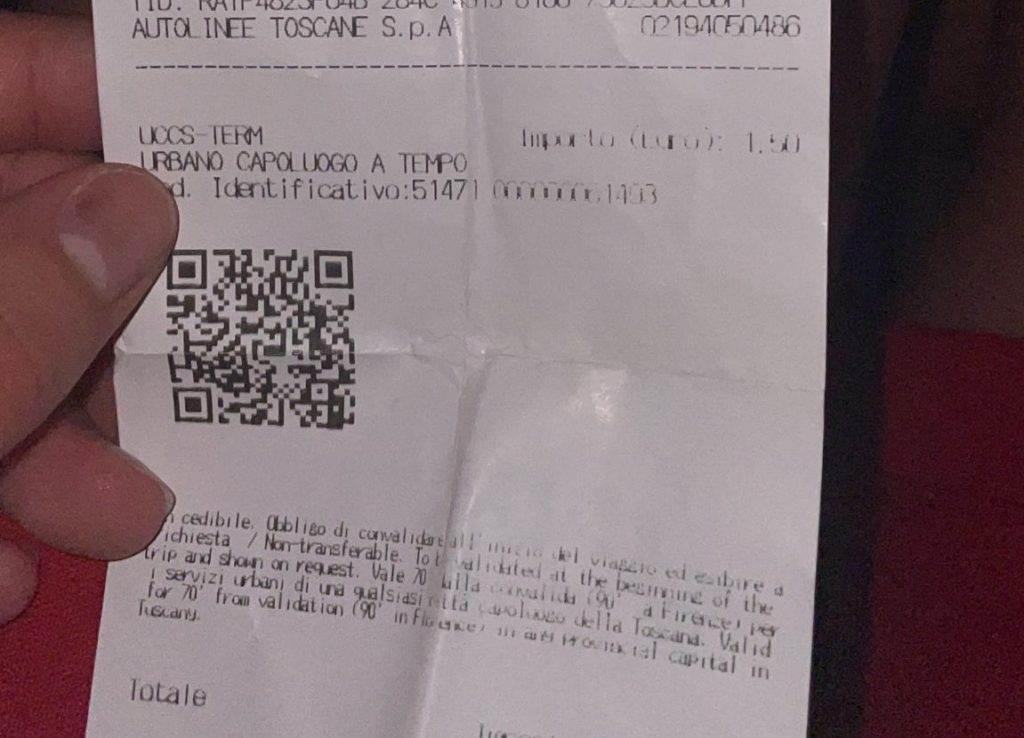 AUTOLINEE TOSCANE S.p.A 02194050486
UCCS-TERM Importo (Euro): 1.50
URBANO CAPOLUOGO A TEMPO
d. Identificativo:51471
cedibile. Obbligo di convalidare all'inizio del viaggio ed esibire a
richiesta / Non-transferable. To validated at the beginning of the
trip and shown on request. Vale 70' dalla convalida (90' a Firenze) per
i servizi urbani di una qualsiasi città capoluogo della Toscana. Valid
for 70' from validation (90' in Florence) in any provincial capital in
Tuscany.
Totale